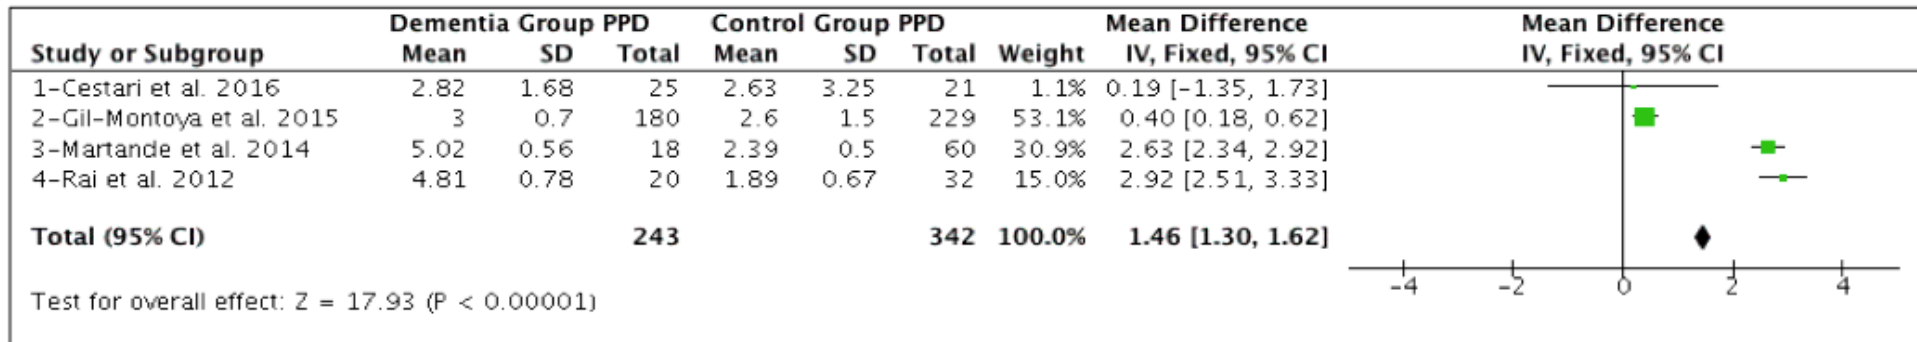 Dementia Group PPD Control Group PPD Mean Difference Mean Difference
Study or Subgroup Mean SD Total Mean SD Total Weight IV, Fixed, 95% CI IV, Fixed, 95% CI
1-Cestari et al. 2016 2.82 1.68 25 2.63 3.25 21 1.1% 0.19 [-1.35, 1.73]
2-Gil-Montoya et al. 2015 3 0.7 180 2.6 1.5 229 53.1% 0.40 [0.18, 0.62]
3-Martande et al. 2014 5.02 0.56 18 2.39 0.5 60 30.9% 2.63 [2.34, 2.92]
4-Rai et al. 2012 4.81 0.78 20 1.89 0.67 32 15.0% 2.92 [2.51, 3.33]
Total (95% CI) 243 342 100.0% 1.46 [1.30, 1.62]
-4 -2 0 2 4
Test for overall effect: Z = 17.93 (P < 0.00001)